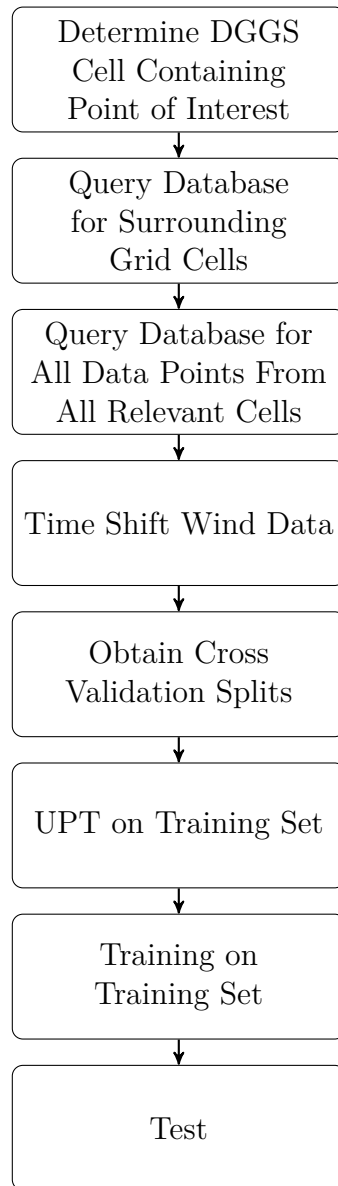 Determine DGGS
Cell Containing
Point of Interest
Query Database
for Surrounding
Grid Cells
Query Database for
All Data Points From
All Relevant Cells
Time Shift Wind Data
Obtain Cross
Validation Splits
UPT on Training Set
Training on
Training Set
Test